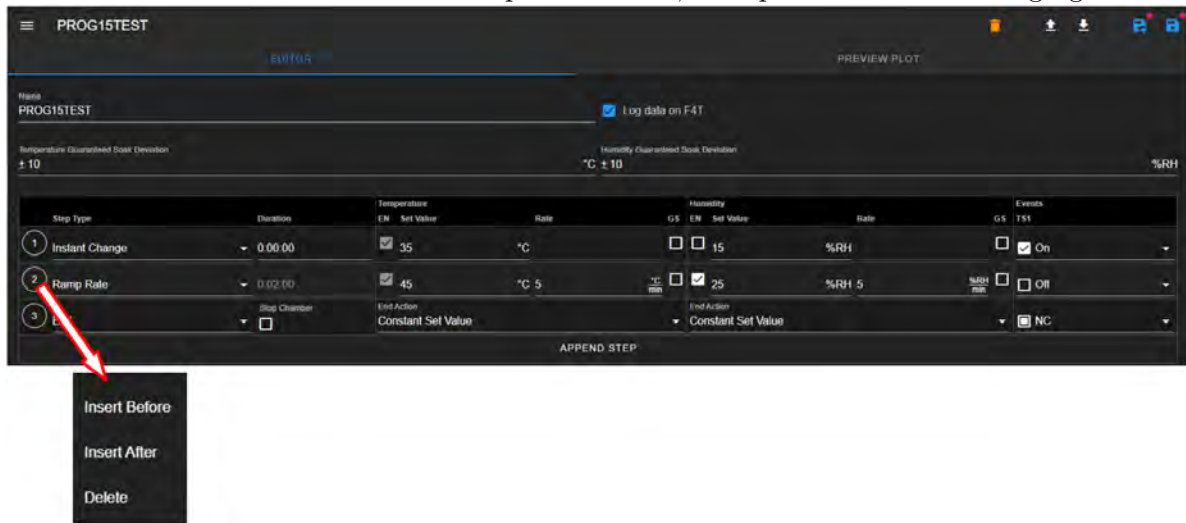 PROG15TEST
EDITOR PREVIEW PLOT
Name
PROG15TEST Log data on F4T
Temperature Guaranteed Soak Deviation Humidity Guaranteed Soak Deviation
± 10 °C ± 10 %RH
Temperature Humidity Events
Step Type Duration EN Set Value Rate GS EN Set Value Rate GS TS1
1 Instant Change 0:00:00 35 °C 15 %RH On
2 Ramp Rate 0:02:00 45 °C 5 °C/min 25 %RH 5 %RH/min Off
3 Stop Chamber End Action Constant Set Value End Action Constant Set Value NC
APPEND STEP
Insert Before
Insert After
Delete